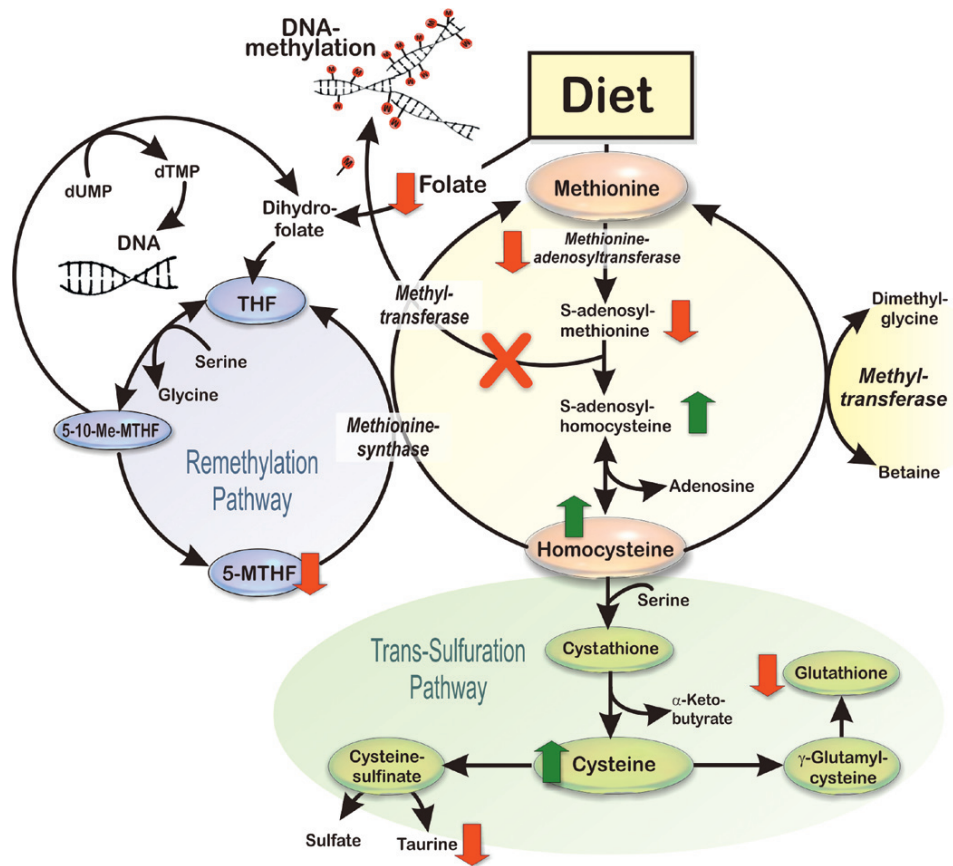 DNA-
methylation
Diet
M
M
M
M
M
M
M
M
M
M
M
M
dUMP
dTMP
Dihydro-
folate
Folate
Methionine
DNA
Methionine-
adenosyltransferase
THF
Methyl-
transferase
S-adenosyl-
methionine
Dimethyl-
glycine
Serine
Glycine
Methyl-
transferase
5-10-Me-MTHF
Methionine-
synthase
S-adenosyl-
homocysteine
Remethylation
Pathway
Betaine
Adenosine
Homocysteine
5-MTHF
Serine
Trans-Sulfuration
Pathway
Cystathione
Glutathione
α-Keto-
butyrate
Cysteine-
sulfinate
Cysteine
γ-Glutamyl-
cysteine
Sulfate
Taurine